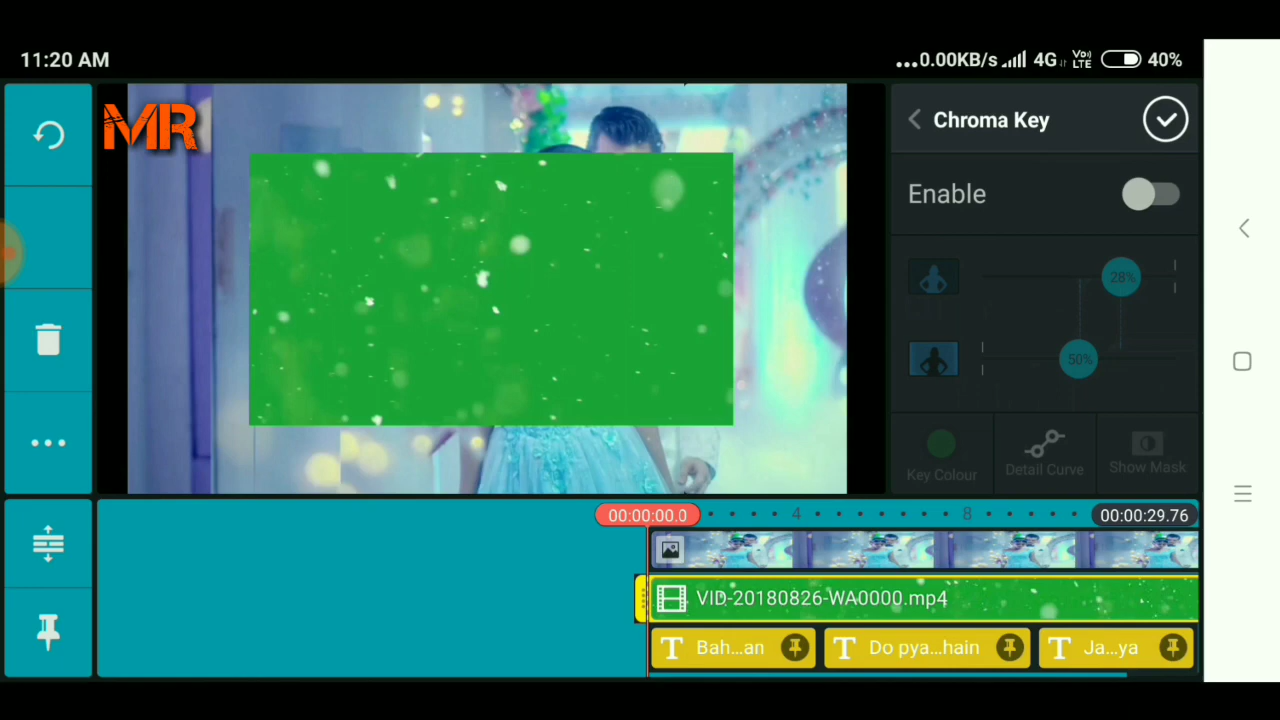 11:20 AM
...0.00KB/s 4G Vo) LTE 40%
MR
Chroma Key
Enable
28%
50%
Key Colour
Detail Curve
Show Mask
00:00:00.0
4
8
00:00:29.76
VID-20180826-WA0000.mp4
T Bah...an
T Do pya...hain
T Ja...ya